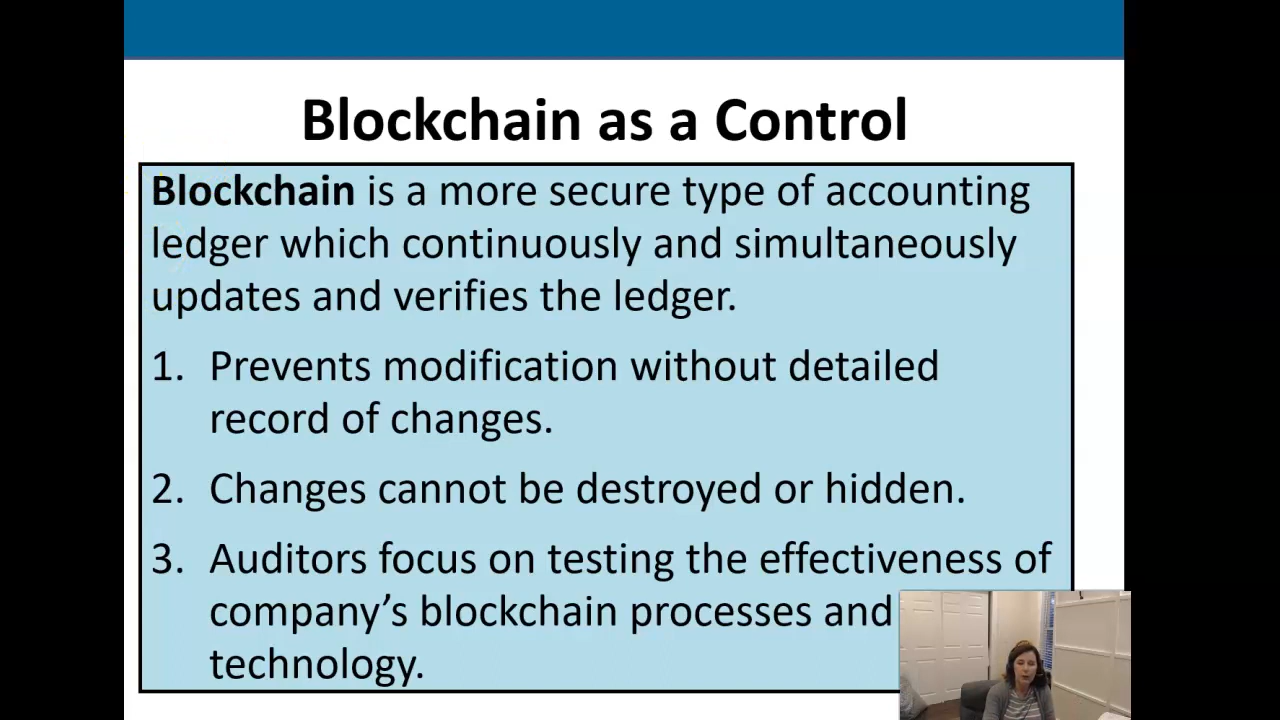 Blockchain as a Control
Blockchain is a more secure type of accounting
ledger which continuously and simultaneously
updates and verifies the ledger.
1. Prevents modification without detailed
record of changes.
2. Changes cannot be destroyed or hidden.
3. Auditors focus on testing the effectiveness of
company’s blockchain processes and
technology.